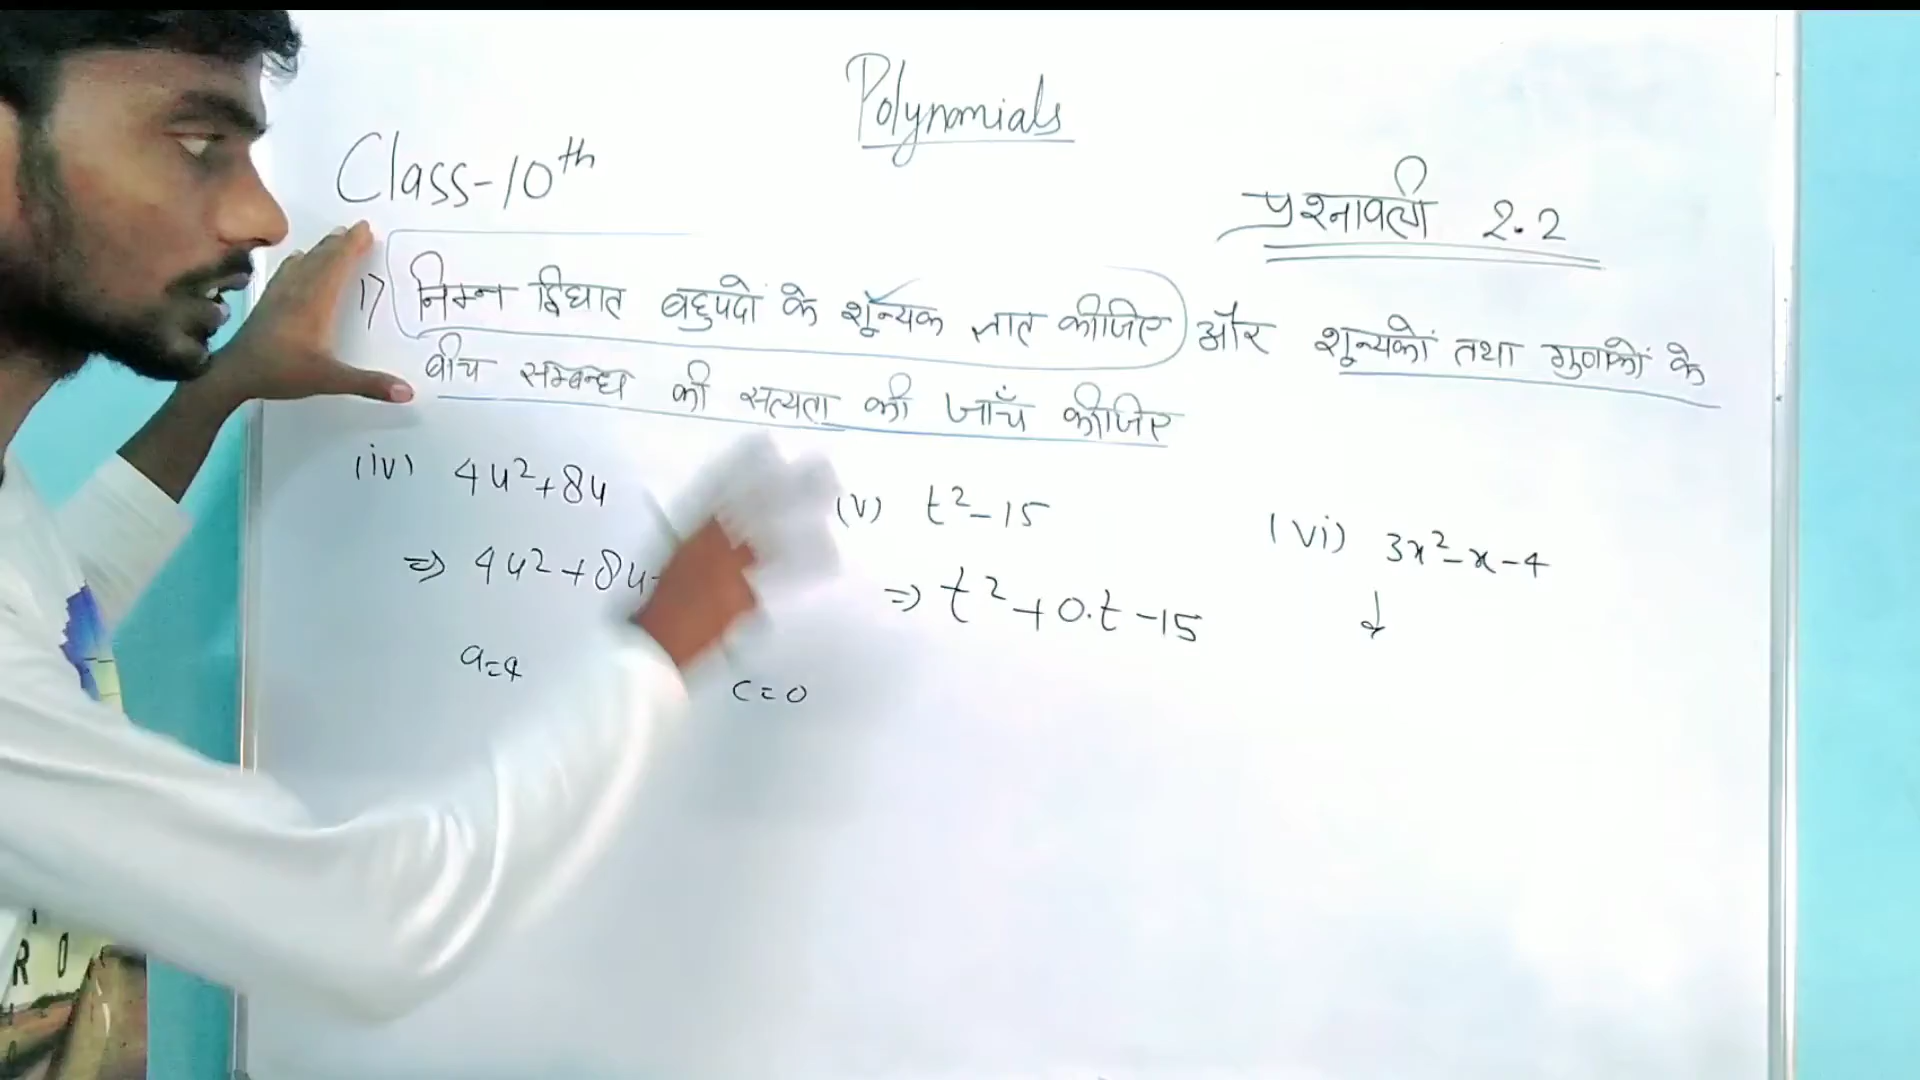 Polynomials
Class-10th
प्रश्नावली 2.2
1) निम्न द्विघात बहुपदों के शून्यक ज्ञात कीजिए और शून्यकों तथा गुणाकों के
बीच सम्बन्ध की सत्यता की जाँच कीजिए
(iv) 4u²+8u
(v) t²-15
(vi) 3x²-x-4
⇒ 4u²+8u
⇒ t²+0.t-15
↓
a=4
c=0
R O